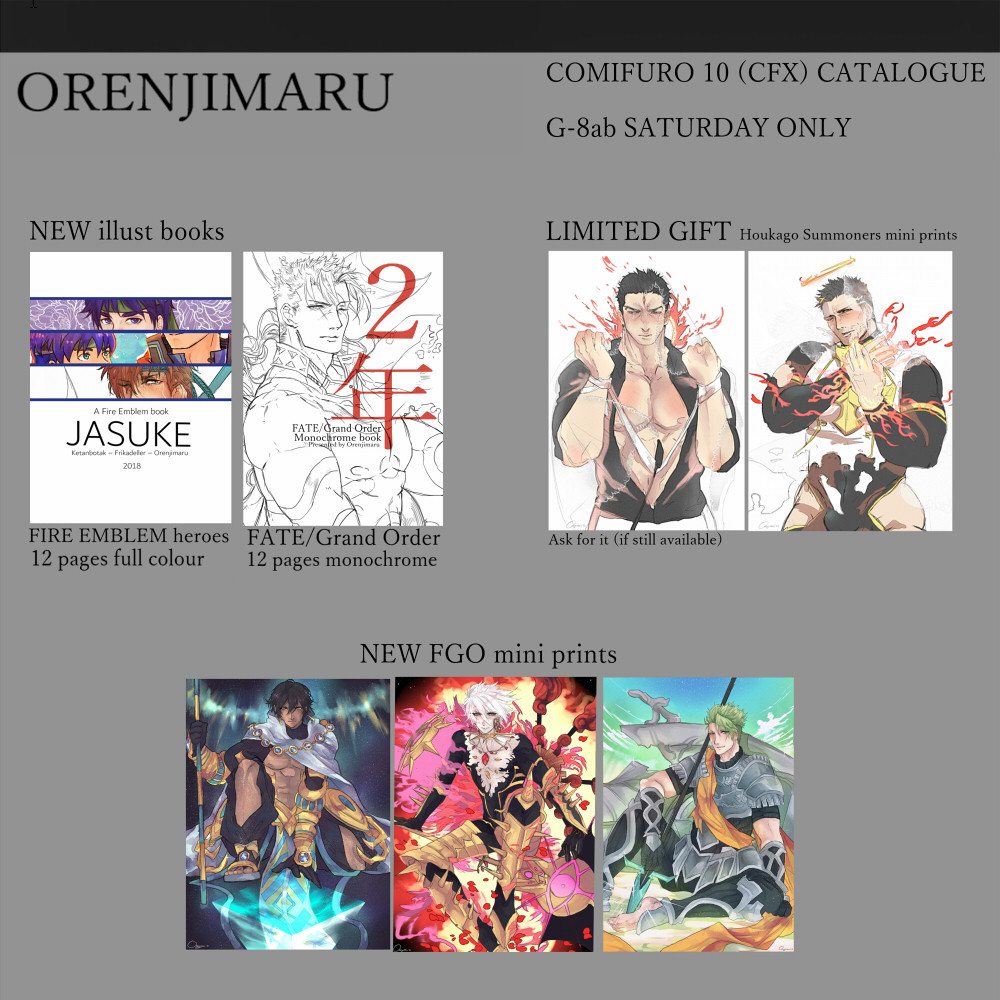 ORENJIMARU
COMIFURO 10 (CFX) CATALOGUE
G-8ab SATURDAY ONLY
NEW illust books
A Fire Emblem book
JASUKE
Ketanbotak – Frikadeller – Orenjimaru
2018
2
年
FATE/Grand Order
Monochrome book
Presented by Orenjimaru
FIRE EMBLEM heroes
12 pages full colour
FATE/Grand Order
12 pages monochrome
LIMITED GIFT Houkago Summoners mini prints
Ask for it (if still available)
NEW FGO mini prints